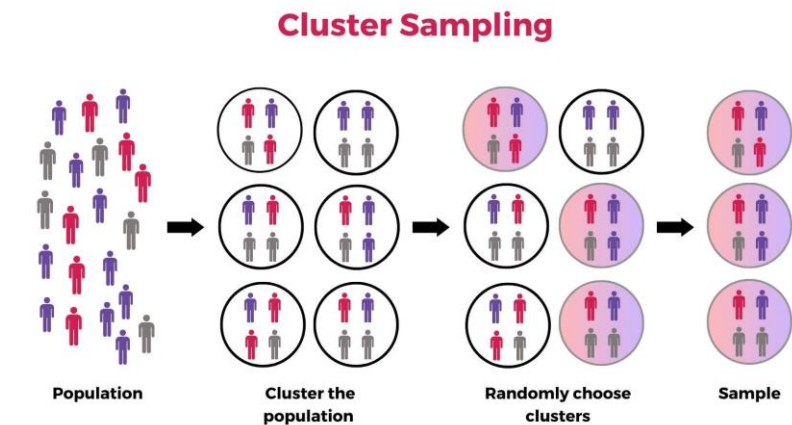 Cluster Sampling
Population
Cluster the
population
Randomly choose
clusters
Sample